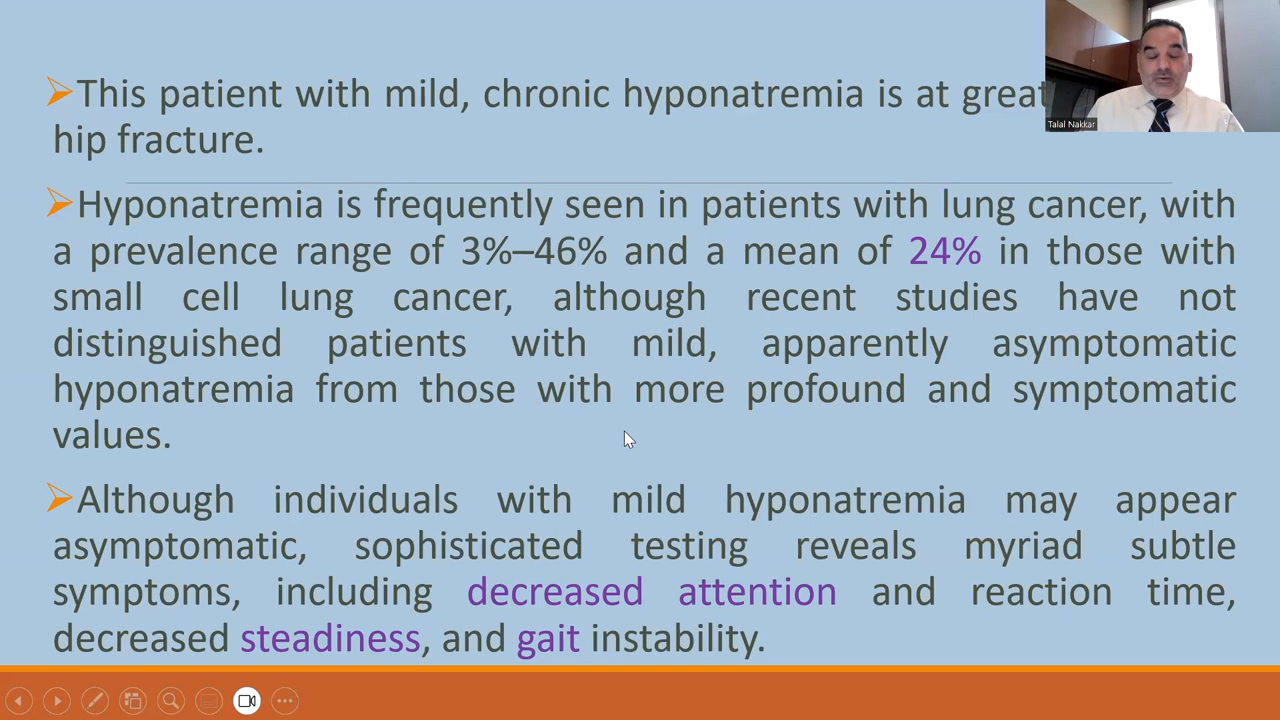 ➢This patient with mild, chronic hyponatremia is at great
hip fracture.
➢Hyponatremia is frequently seen in patients with lung cancer, with
a prevalence range of 3%–46% and a mean of 24% in those with
small cell lung cancer, although recent studies have not
distinguished patients with mild, apparently asymptomatic
hyponatremia from those with more profound and symptomatic
values.
➢Although individuals with mild hyponatremia may appear
asymptomatic, sophisticated testing reveals myriad subtle
symptoms, including decreased attention and reaction time,
decreased steadiness, and gait instability.
Talal Nakkar